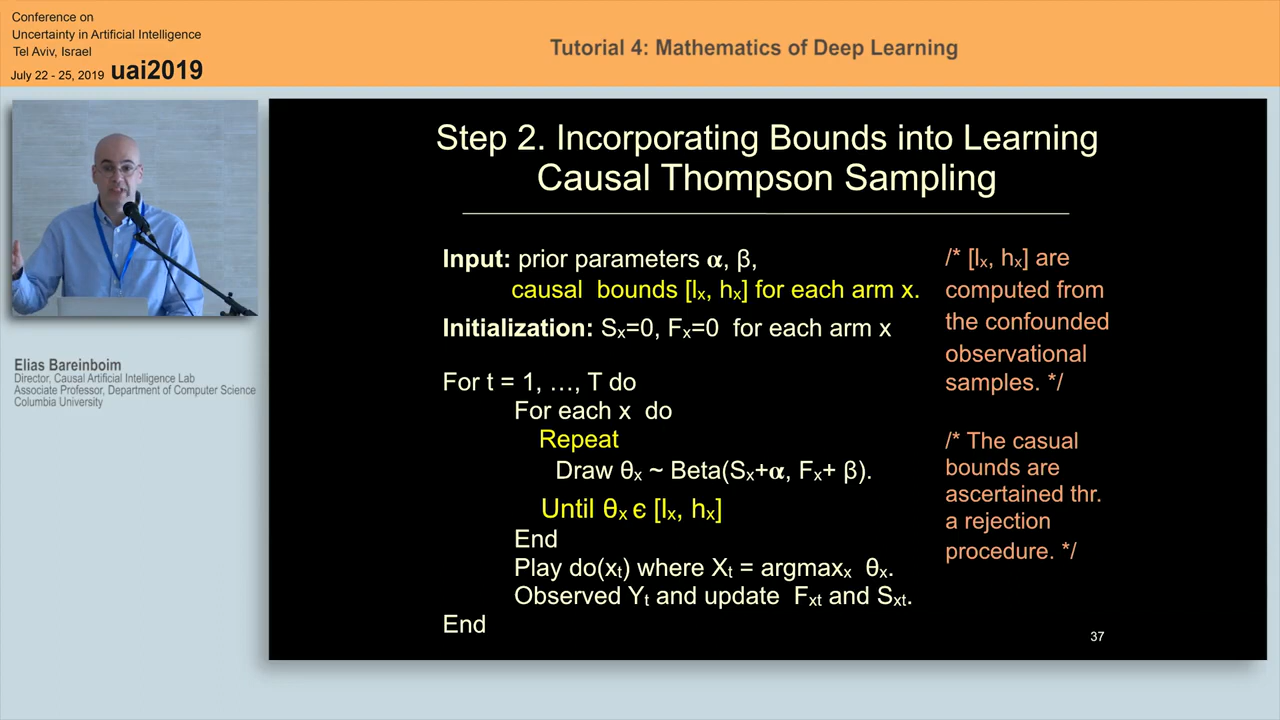 Conference on
Uncertainty in Artificial Intelligence
Tel Aviv, Israel
July 22 - 25, 2019 uai2019
Tutorial 4: Mathematics of Deep Learning
Elias Bareinboim
Director, Causal Artificial Intelligence Lab
Associate Professor, Department of Computer Science
Columbia University
Step 2. Incorporating Bounds into Learning
Causal Thompson Sampling
Input: prior parameters α, β,
causal bounds [lx, hx] for each arm x.
Initialization: Sx=0, Fx=0 for each arm x
For t = 1, …, T do
For each x do
Repeat
Draw θx ~ Beta(Sx+α, Fx+ β).
Until θx є [lx, hx]
End
Play do(xt) where Xt = argmaxx θx.
Observed Yt and update Fxt and Sxt.
End
/* [lx, hx] are
computed from
the confounded
observational
samples. */
/* The casual
bounds are
ascertained thr.
a rejection
procedure. */
37